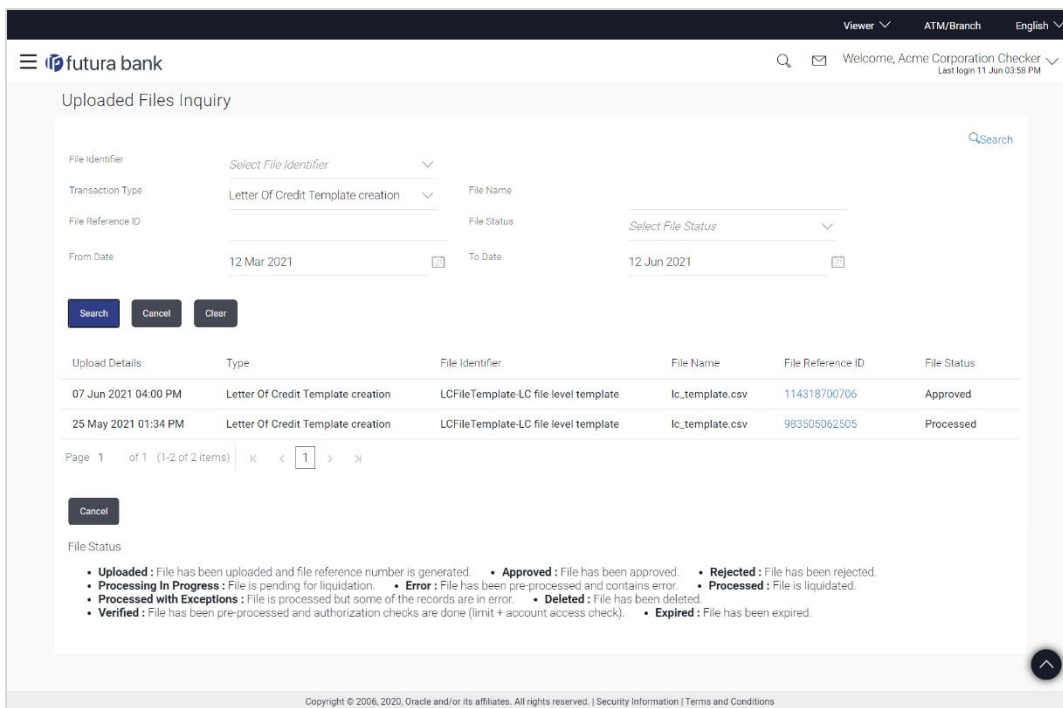 Viewer ATM/Branch English
futura bank Welcome, Acme Corporation Checker
Last login 11 Jun 03:58 PM
Uploaded Files Inquiry
Search
File Identifier Select File Identifier
Transaction Type Letter Of Credit Template creation File Name
File Reference ID File Status Select File Status
From Date 12 Mar 2021 To Date 12 Jun 2021
Search Cancel Clear
Upload Details Type File Identifier File Name File Reference ID File Status
07 Jun 2021 04:00 PM Letter Of Credit Template creation LCFileTemplate-LC file level template lc_template.csv 114318700706 Approved
25 May 2021 01:34 PM Letter Of Credit Template creation LCFileTemplate-LC file level template lc_template.csv 983505062505 Processed
Page 1 of 1 (1-2 of 2 items) 1
Cancel
File Status
• Uploaded : File has been uploaded and file reference number is generated. • Approved : File has been approved. • Rejected : File has been rejected.
• Processing In Progress : File is pending for liquidation. • Error : File has been pre-processed and contains error. • Processed : File is liquidated.
• Processed with Exceptions : File is processed but some of the records are in error. • Deleted : File has been deleted.
• Verified : File has been pre-processed and authorization checks are done (limit + account access check). • Expired : File has been expired.
Copyright © 2006, 2020, Oracle and/or its affiliates. All rights reserved. | Security Information | Terms and Conditions